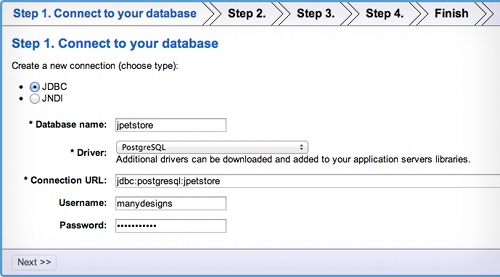 Step 1. Connect to your database Step 2. Step 3. Step 4. Finish
Step 1. Connect to your database
Create a new connection (choose type):
JDBC
JNDI
* Database name: jpetstore
* Driver: PostgreSQL
Additional drivers can be downloaded and added to your application servers libraries.
* Connection URL: jdbc:postgresql:jpetstore
Username: manydesigns
Password: •••••••••••
Next >>